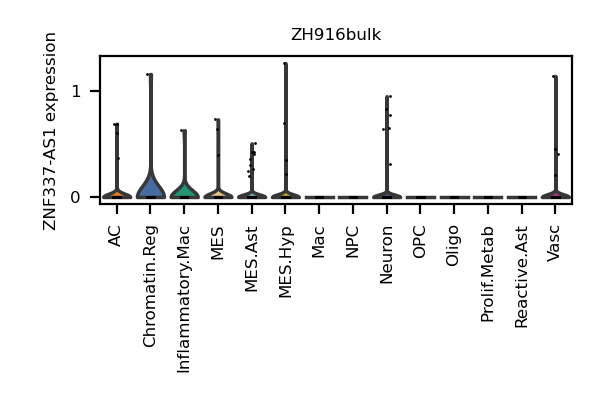 ZH916bulk
ZNF337-AS1 expression
1
0
AC
Chromatin.Reg
Inflammatory.Mac
MES
MES.Ast
MES.Hyp
Mac
NPC
Neuron
OPC
Oligo
Prolif.Metab
Reactive.Ast
Vasc